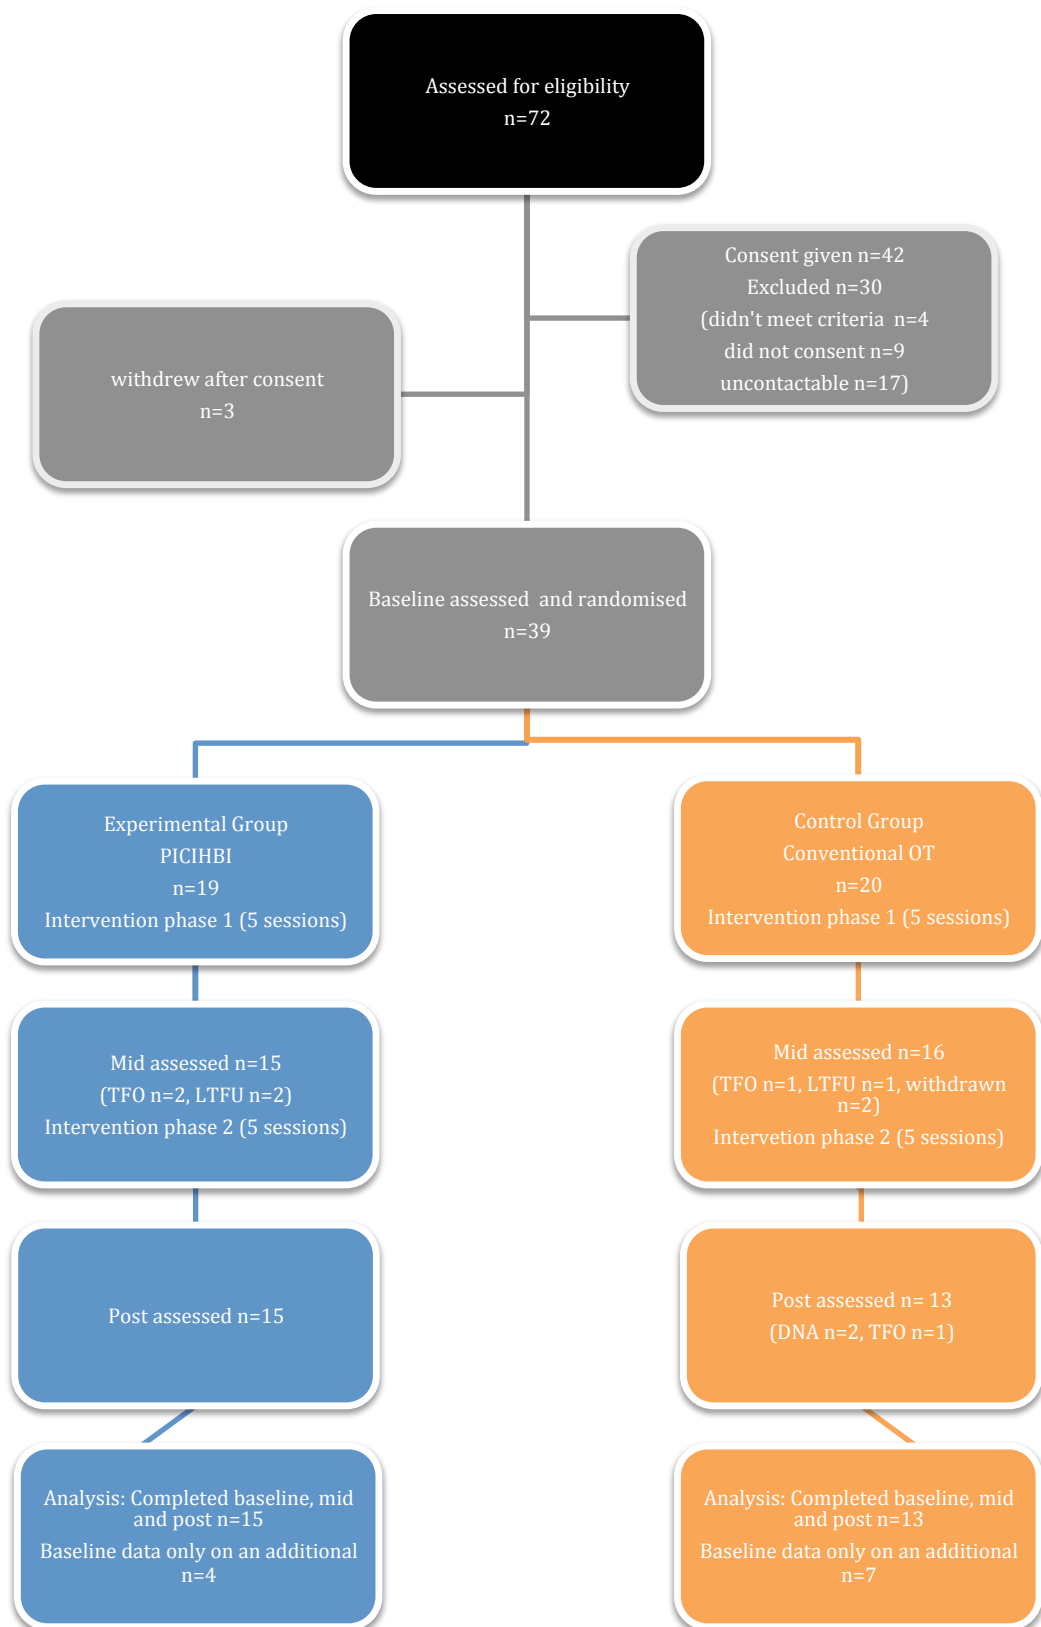 Assessed for eligibility
n=72
Consent given n=42
Excluded n=30
(didn't meet criteria  n=4
did not consent n=9
uncontactable n=17)
withdrew after consent
n=3
Baseline assessed  and randomised
n=39
Experimental Group
PICIHBI
n=19
Intervention phase 1 (5 sessions)
Control Group
Conventional OT
n=20
Intervention phase 1 (5 sessions)
Mid assessed n=15
(TFO n=2, LTFU n=2)
Intervention phase 2 (5 sessions)
Mid assessed n=16
(TFO n=1, LTFU n=1, withdrawn
n=2)
Intervetion phase 2 (5 sessions)
Post assessed n=15
Post assessed n= 13
(DNA n=2, TFO n=1)
Analysis: Completed baseline, mid
and post n=15
Baseline data only on an additional
n=4
Analysis: Completed baseline, mid
and post n=13
Baseline data only on an additional
n=7